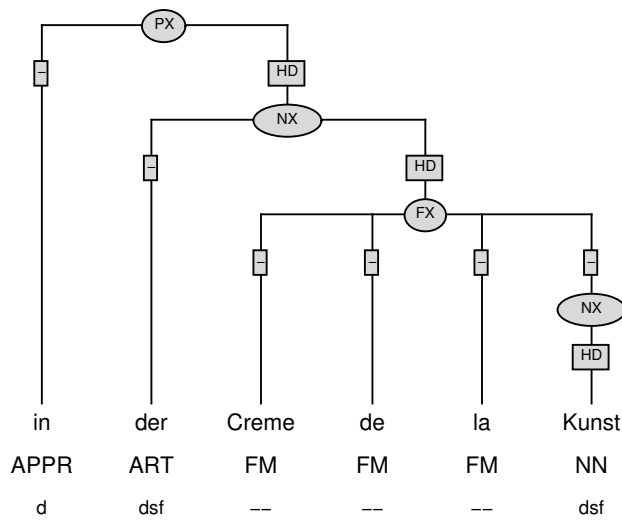 PX
– HD
NX
– HD
FX
– – – –
NX
HD
in der Creme de la Kunst
APPR ART FM FM FM NN
d dsf –– –– –– dsf